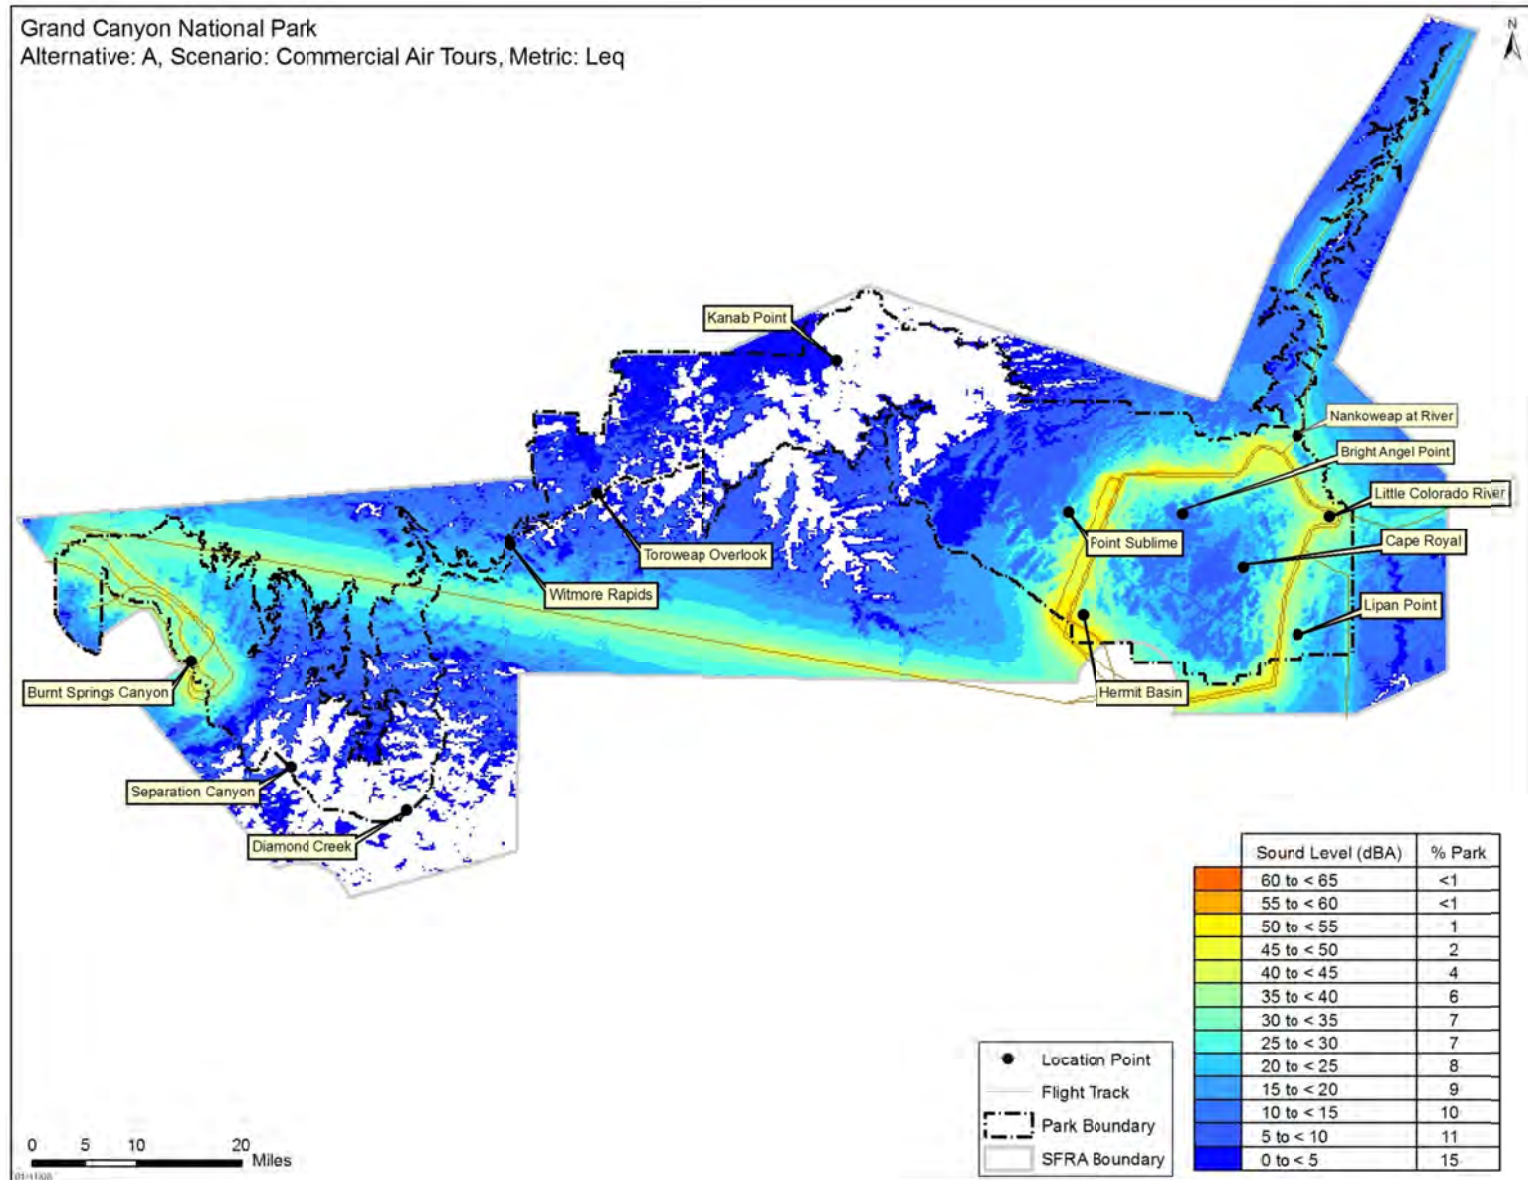 Grand Canyon National Park
Alternative: A, Scenario: Commercial Air Tours, Metric: Leq
N
Kanab Point
Nankoweap at River
Bright Angel Point
Little Colorado River
Point Sublime
Cape Royal
Toroweap Overlook
Witmore Rapids
Lipan Point
Burnt Springs Canyon
Hermit Basin
Separation Canyon
Diamond Creek
Sound Level (dBA) % Park
60 to < 65 <1
55 to < 60 <1
50 to < 55 1
45 to < 50 2
40 to < 45 4
35 to < 40 6
30 to < 35 7
25 to < 30 7
20 to < 25 8
15 to < 20 9
10 to < 15 10
5 to < 10 11
0 to < 5 15
Location Point
Flight Track
Park Boundary
SFRA Boundary
0 5 10 20
Miles